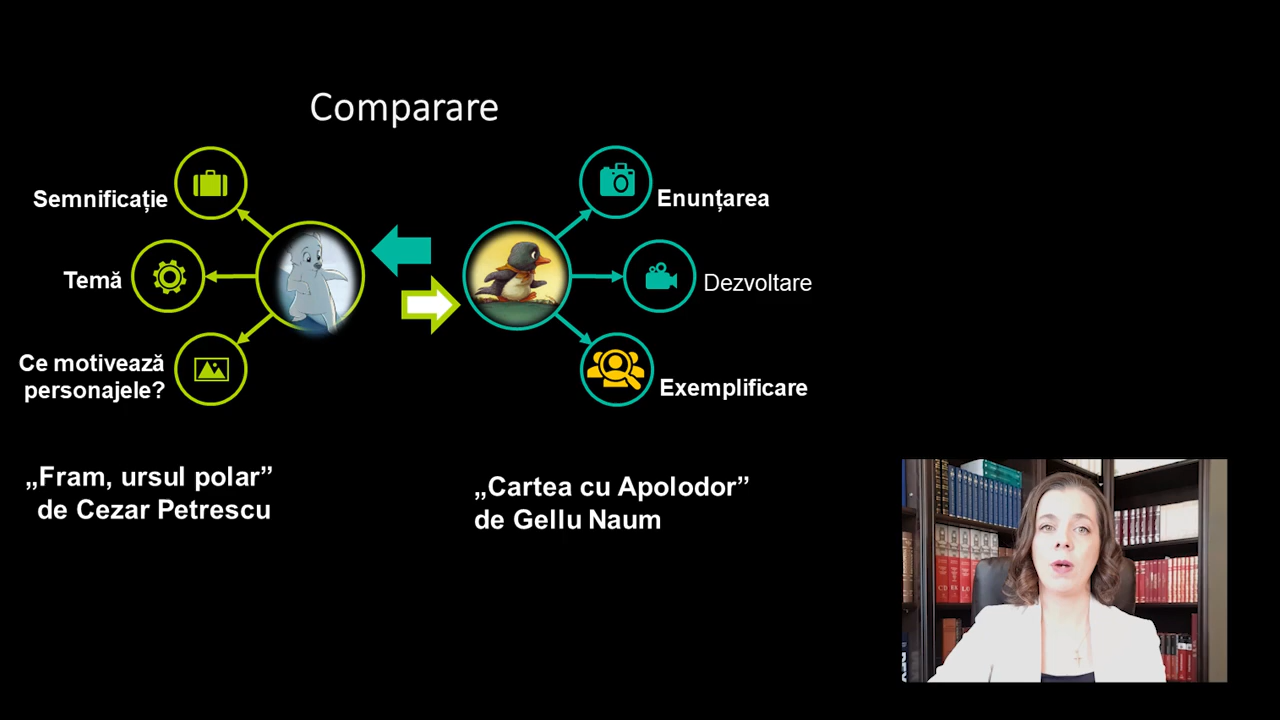 Comparare
Semnificație
Temă
Ce motivează
personajele?
Enunțarea
Dezvoltare
Exemplificare
„Fram, ursul polar”
de Cezar Petrescu
„Cartea cu Apolodor”
de Gellu Naum